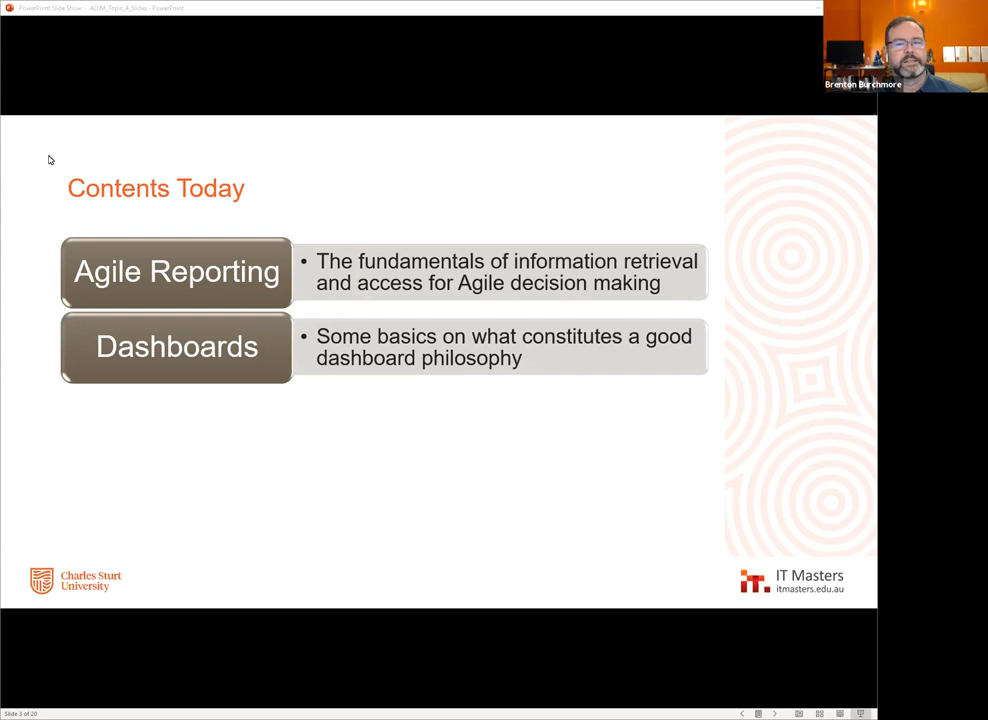 PowerPoint Slide Show - ADIM_Topic_4_Slides - PowerPoint
Brenton Burchmore
Contents Today
Agile Reporting
• The fundamentals of information retrieval
and access for Agile decision making
Dashboards
• Some basics on what constitutes a good
dashboard philosophy
Charles Sturt
University
iT.
IT Masters
itmasters.edu.au
Slide 3 of 20